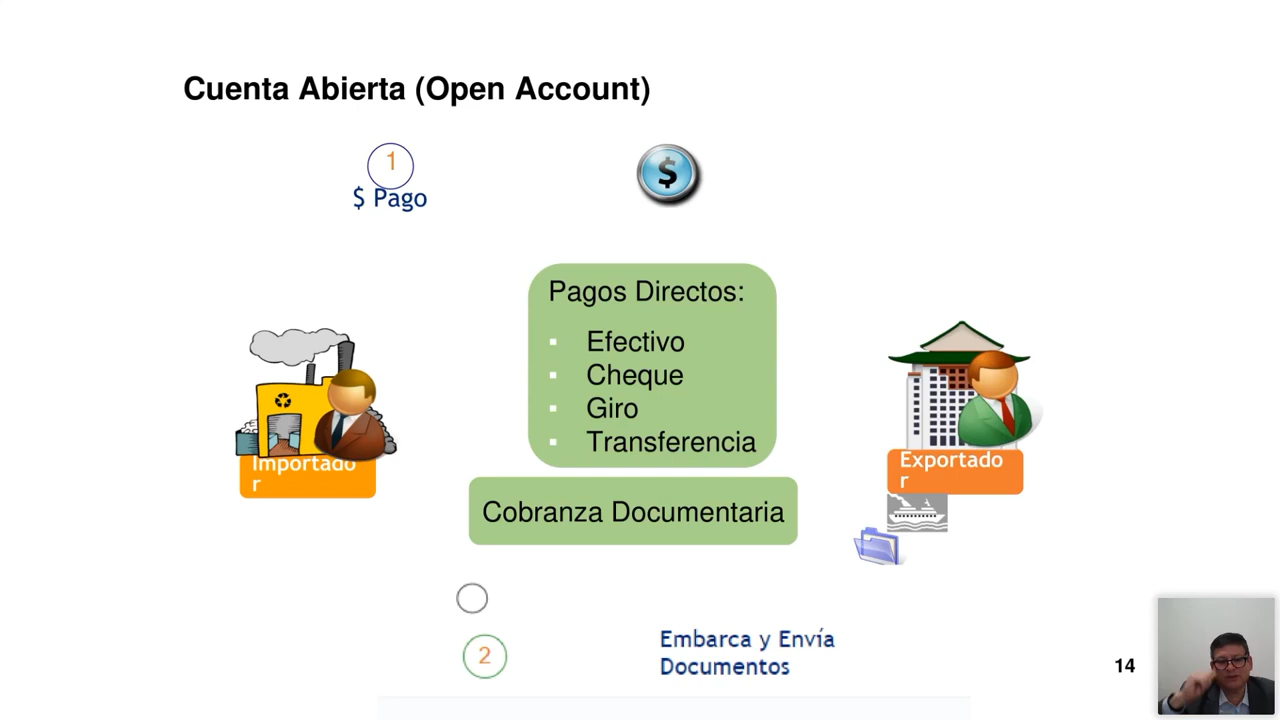 Cuenta Abierta (Open Account)
1
$ Pago
$
Pagos Directos:
Efectivo
Cheque
Giro
Transferencia
Importado
r
Exportado
r
Cobranza Documentaria
2
Embarca y Envía
Documentos
14